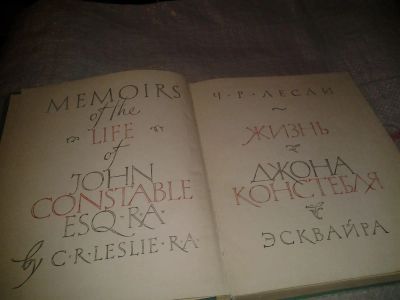 MEMOIRS
of the
LIFE
of
JOHN
CONSTABLE
ESQ·R·A·
by C·R·LESLIE·R·A·
Ч·Р·ЛЕСЛИ
ЖИЗНЬ
ДЖОНА
КОНСТЕБЛЯ
ЭСКВАЙРА